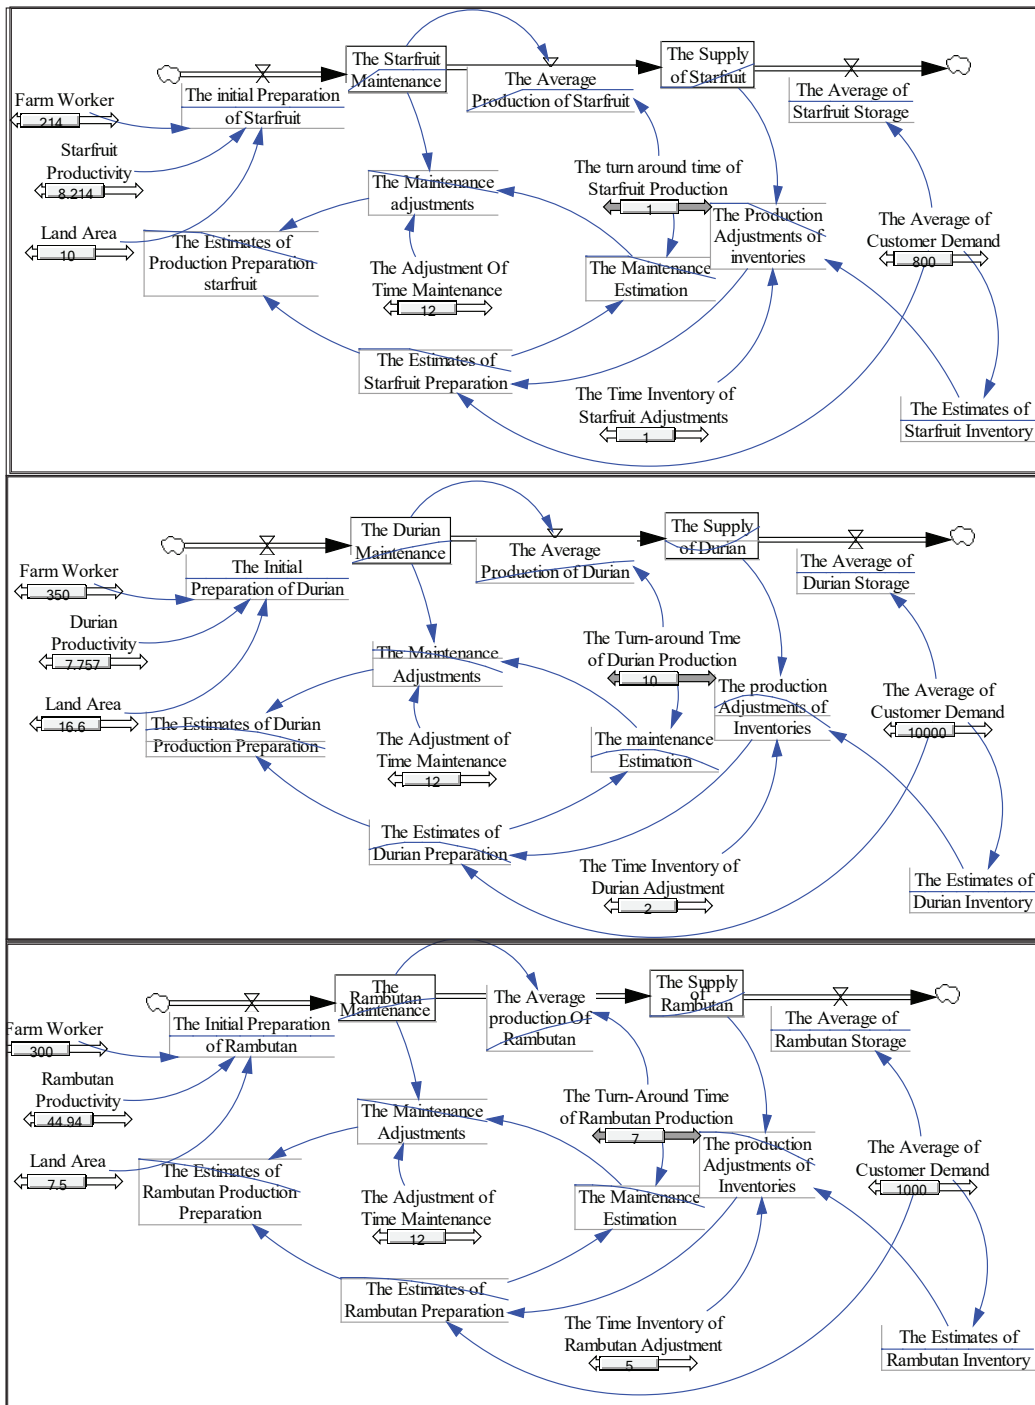 The Starfruit
Maintenance
The Supply
of Starfruit
The Average
Production of Starfruit
The Average of
Starfruit Storage
Farm Worker
214
The initial Preparation
of Starfruit
Starfruit
Productivity
8.214
The Maintenance
adjustments
The turn around time of
Starfruit Production
1
The Production
Adjustments of
inventories
The Average of
Customer Demand
800
Land Area
10
The Estimates of
Production Preparation
starfruit
The Adjustment Of
Time Maintenance
12
The Maintenance
Estimation
The Estimates of
Starfruit Preparation
The Time Inventory of
Starfruit Adjustments
1
The Estimates of
Starfruit Inventory
The Durian
Maintenance
The Supply
of Durian
The Average
Production of Durian
The Average of
Durian Storage
Farm Worker
350
The Initial
Preparation of Durian
Durian
Productivity
7.757
The Maintenance
Adjustments
The Turn-around Tme
of Durian Production
10
The production
Adjustments of
Inventories
The Average of
Customer Demand
10000
Land Area
16.6
The Estimates of Durian
Production Preparation
The Adjustment of
Time Maintenance
12
The maintenance
Estimation
The Estimates of
Durian Preparation
The Time Inventory of
Durian Adjustment
2
The Estimates of
Durian Inventory
The
Rambutan
Maintenance
The Supply
of
Rambutan
The Average
production Of
Rambutan
The Average of
Rambutan Storage
Farm Worker
300
The Initial Preparation
of Rambutan
Rambutan
Productivity
44.94
The Maintenance
Adjustments
The Turn-Around Time
of Rambutan Production
7
The production
Adjustments of
Inventories
The Average of
Customer Demand
1000
Land Area
7.5
The Estimates of
Rambutan Production
Preparation
The Adjustment of
Time Maintenance
12
The Maintenance
Estimation
The Estimates of
Rambutan Preparation
The Time Inventory of
Rambutan Adjustment
5
The Estimates of
Rambutan Inventory